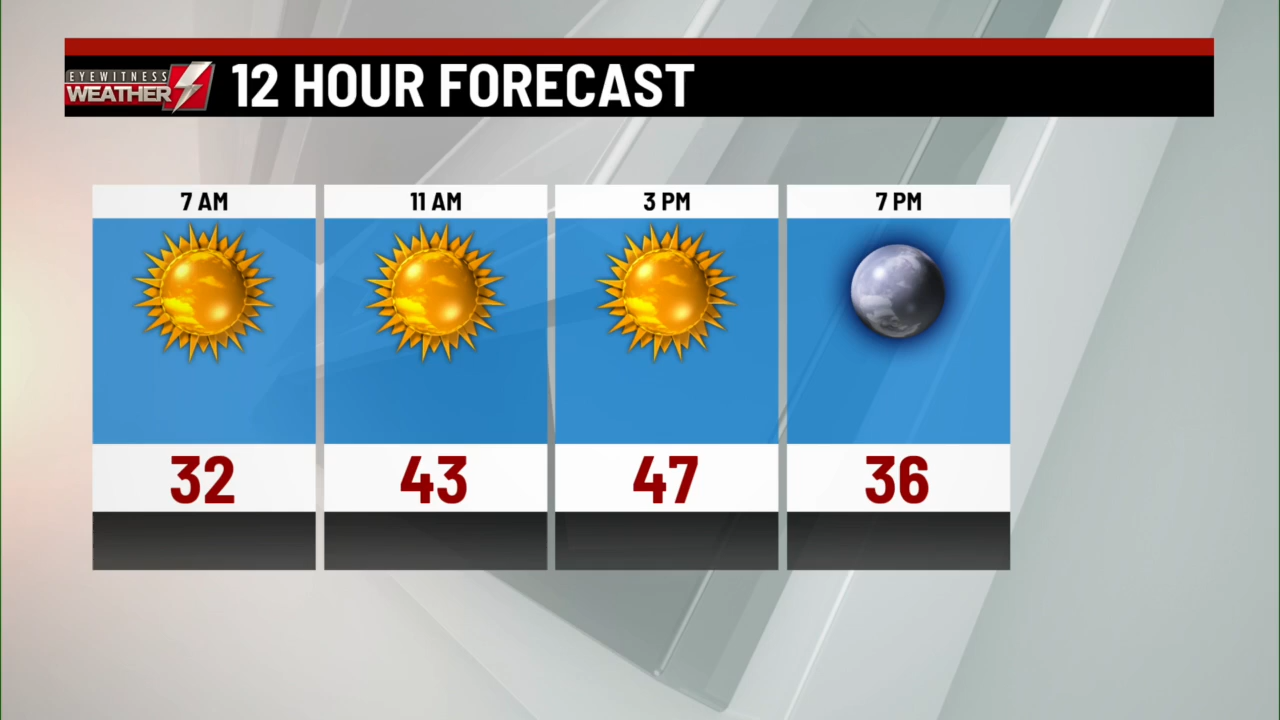 EYEWITNESS
WEATHER
12 HOUR FORECAST
7 AM
11 AM
3 PM
7 PM
32
43
47
36